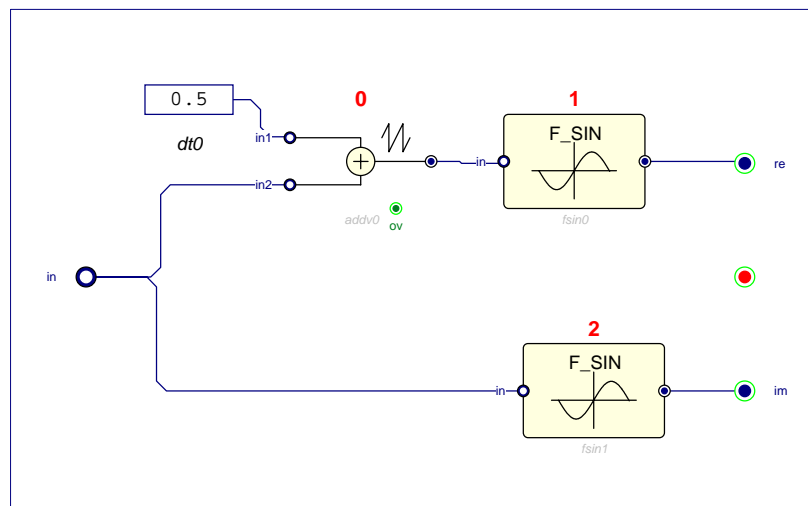 0.5
dt0
0
in1
in2
addv0
ov
1
F_SIN
in
fsin0
re
in
2
F_SIN
in
fsin1
im